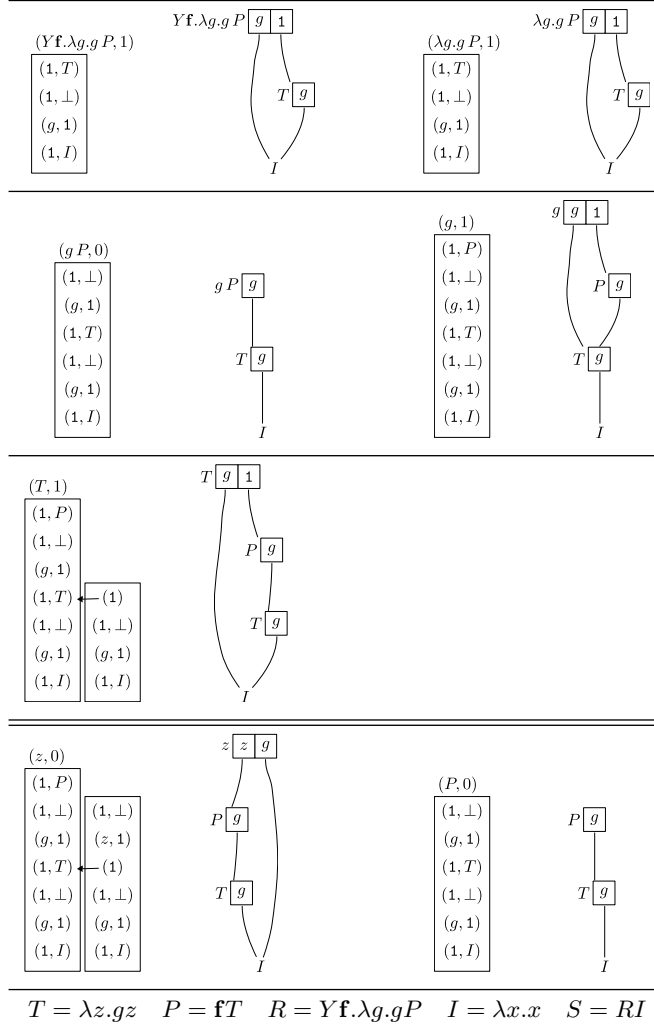 (Yf.λg.g P, 1)    Yf.λg.g P g 1    (λg.g P, 1)    λg.g P g 1
(1, T)    (1, T)
(1, ⊥)    T g    (1, ⊥)    T g
(g, 1)    (g, 1)
(1, I)    I    (1, I)    I
(g, 1)    g g 1
(g P, 0)    (1, P)
(1, ⊥)    g P g    (1, ⊥)    P g
(g, 1)    (g, 1)
(1, T)    T g    (1, T)    T g
(1, ⊥)    (1, ⊥)
(g, 1)    (g, 1)
(1, I)    I    (1, I)    I
(T, 1)    T g 1
(1, P)
(1, ⊥)    P g
(g, 1)
(1, T)    (1)    T g
(1, ⊥)    (1, ⊥)
(g, 1)    (g, 1)
(1, I)    (1, I)    I
(z, 0)    z z g
(1, P)    (P, 0)
(1, ⊥)    (1, ⊥)    P g    (1, ⊥)    P g
(g, 1)    (z, 1)    (g, 1)
(1, T)    (1)    T g    (1, T)    T g
(1, ⊥)    (1, ⊥)    (1, ⊥)
(g, 1)    (g, 1)    (g, 1)
(1, I)    (1, I)    I    (1, I)    I
T = λz.gz    P = fT    R = Yf.λg.gP    I = λx.x    S = RI